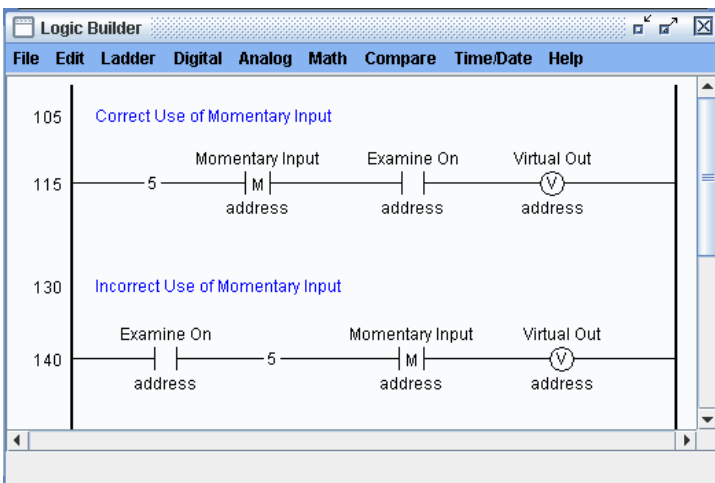 Logic Builder
File Edit Ladder Digital Analog Math Compare Time/Date Help
105 Correct Use of Momentary Input
Momentary Input Examine On Virtual Out
115 5 M V
address address address
130 Incorrect Use of Momentary Input
Examine On Momentary Input Virtual Out
140 5 M V
address address address